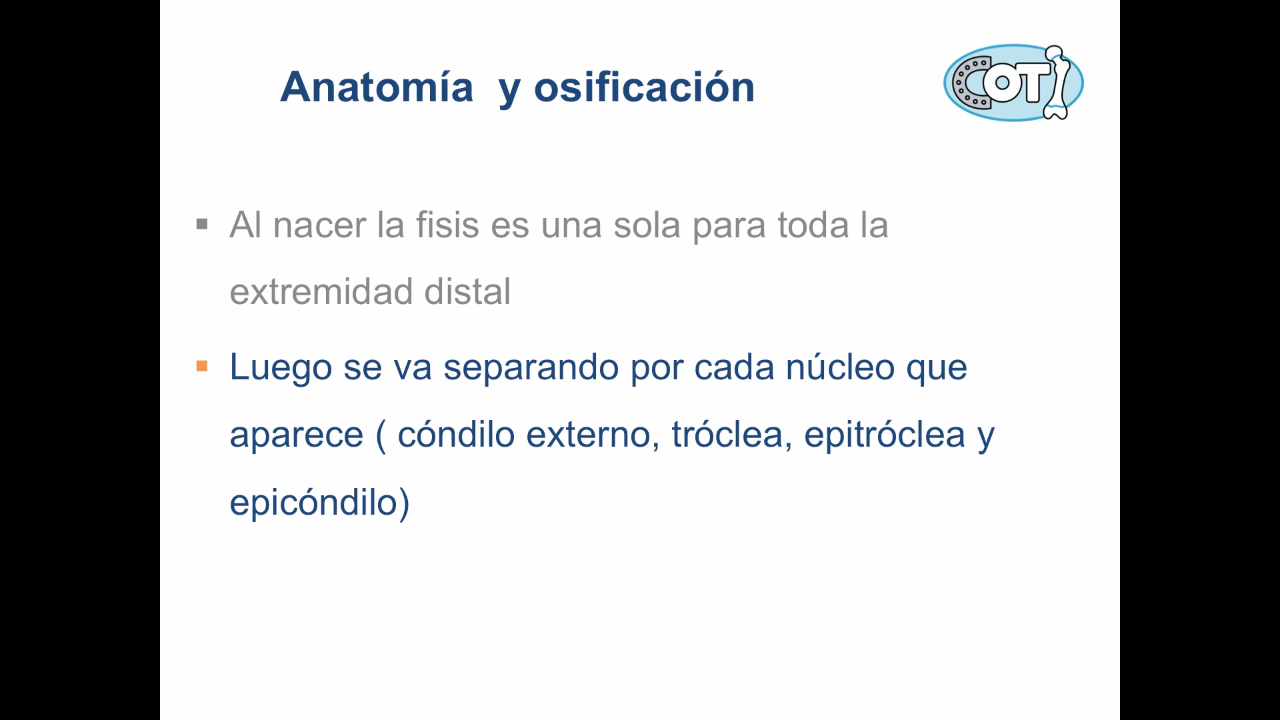 Anatomía y osificación
COTI
▪ Al nacer la fisis es una sola para toda la
extremidad distal
▪ Luego se va separando por cada núcleo que
aparece ( cóndilo externo, tróclea, epitróclea y
epicóndilo)